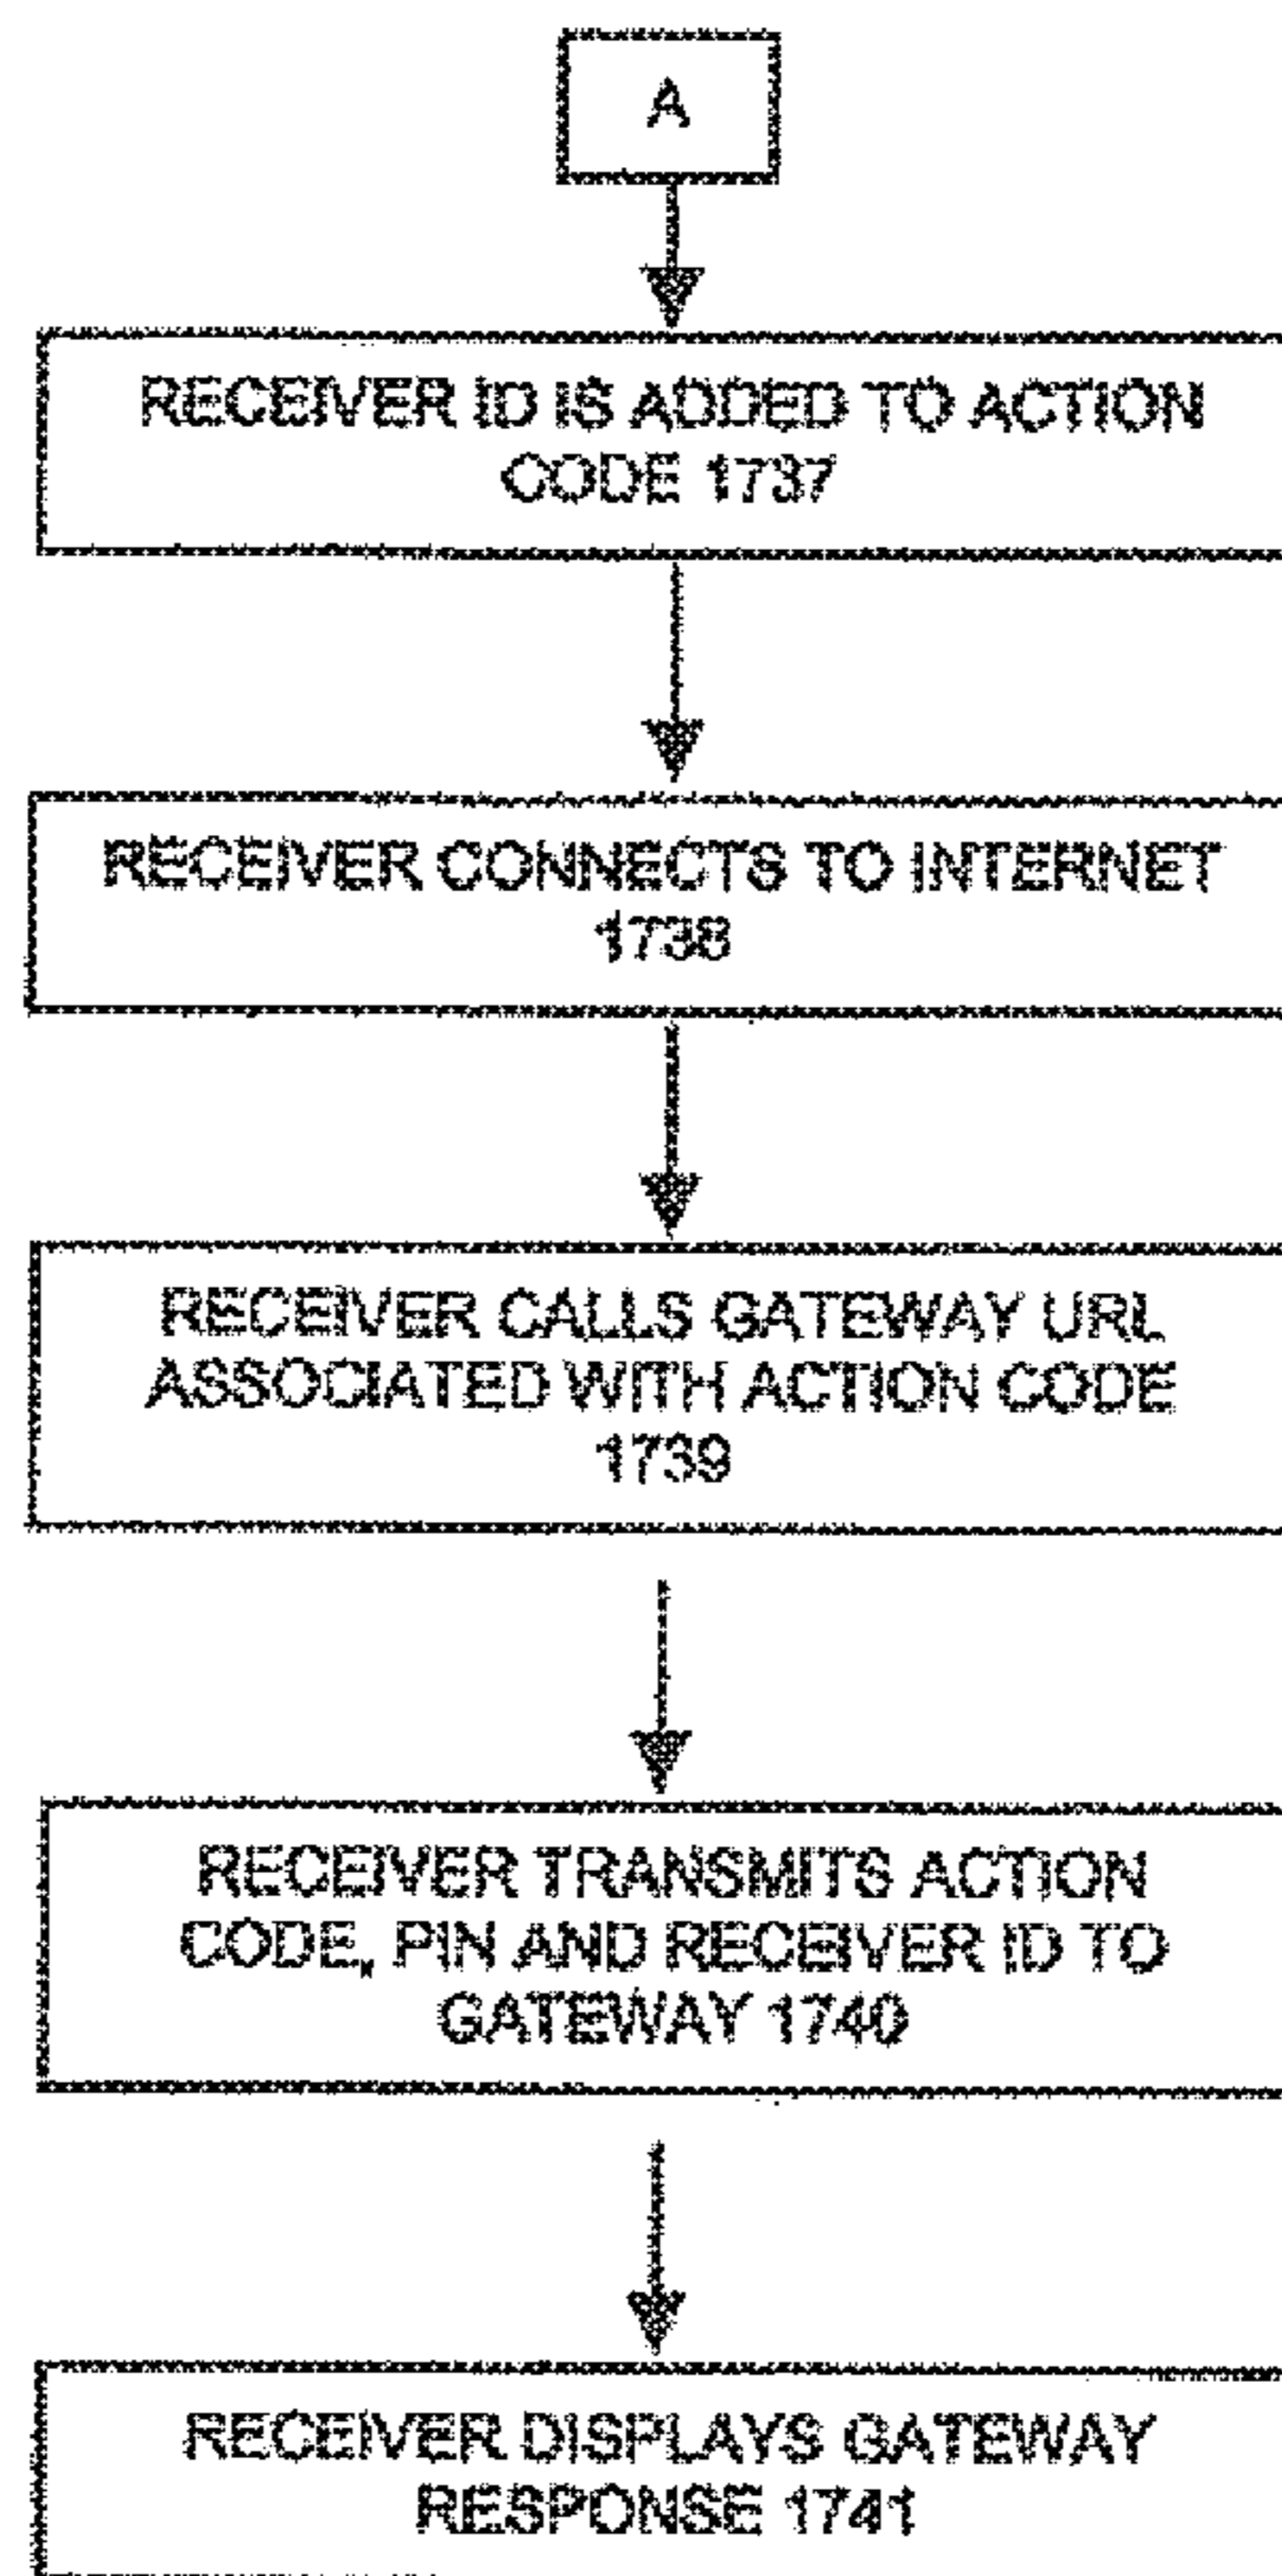 A
RECEIVER ID IS ADDED TO ACTION
CODE 1737
RECEIVER CONNECTS TO INTERNET
1738
RECEIVER CALLS GATEWAY URL
ASSOCIATED WITH ACTION CODE
1739
RECEIVER TRANSMITS ACTION
CODE, PIN AND RECEIVER ID TO
GATEWAY 1740
RECEIVER DISPLAYS GATEWAY
RESPONSE 1741